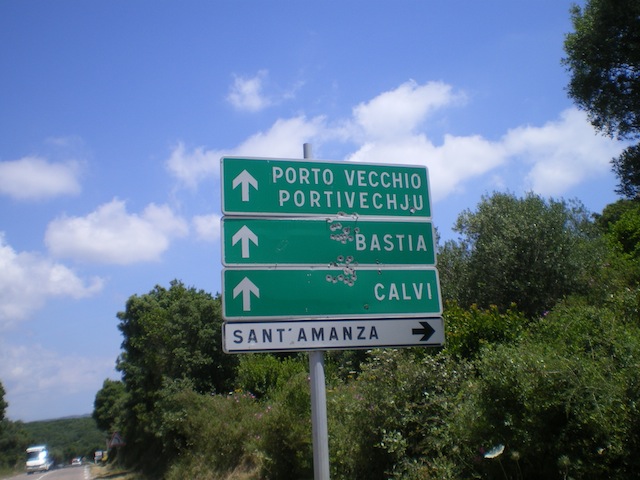 PORTO VECCHIO
PORTIVECHJU
BASTIA
CALVI
SANT'AMANZA